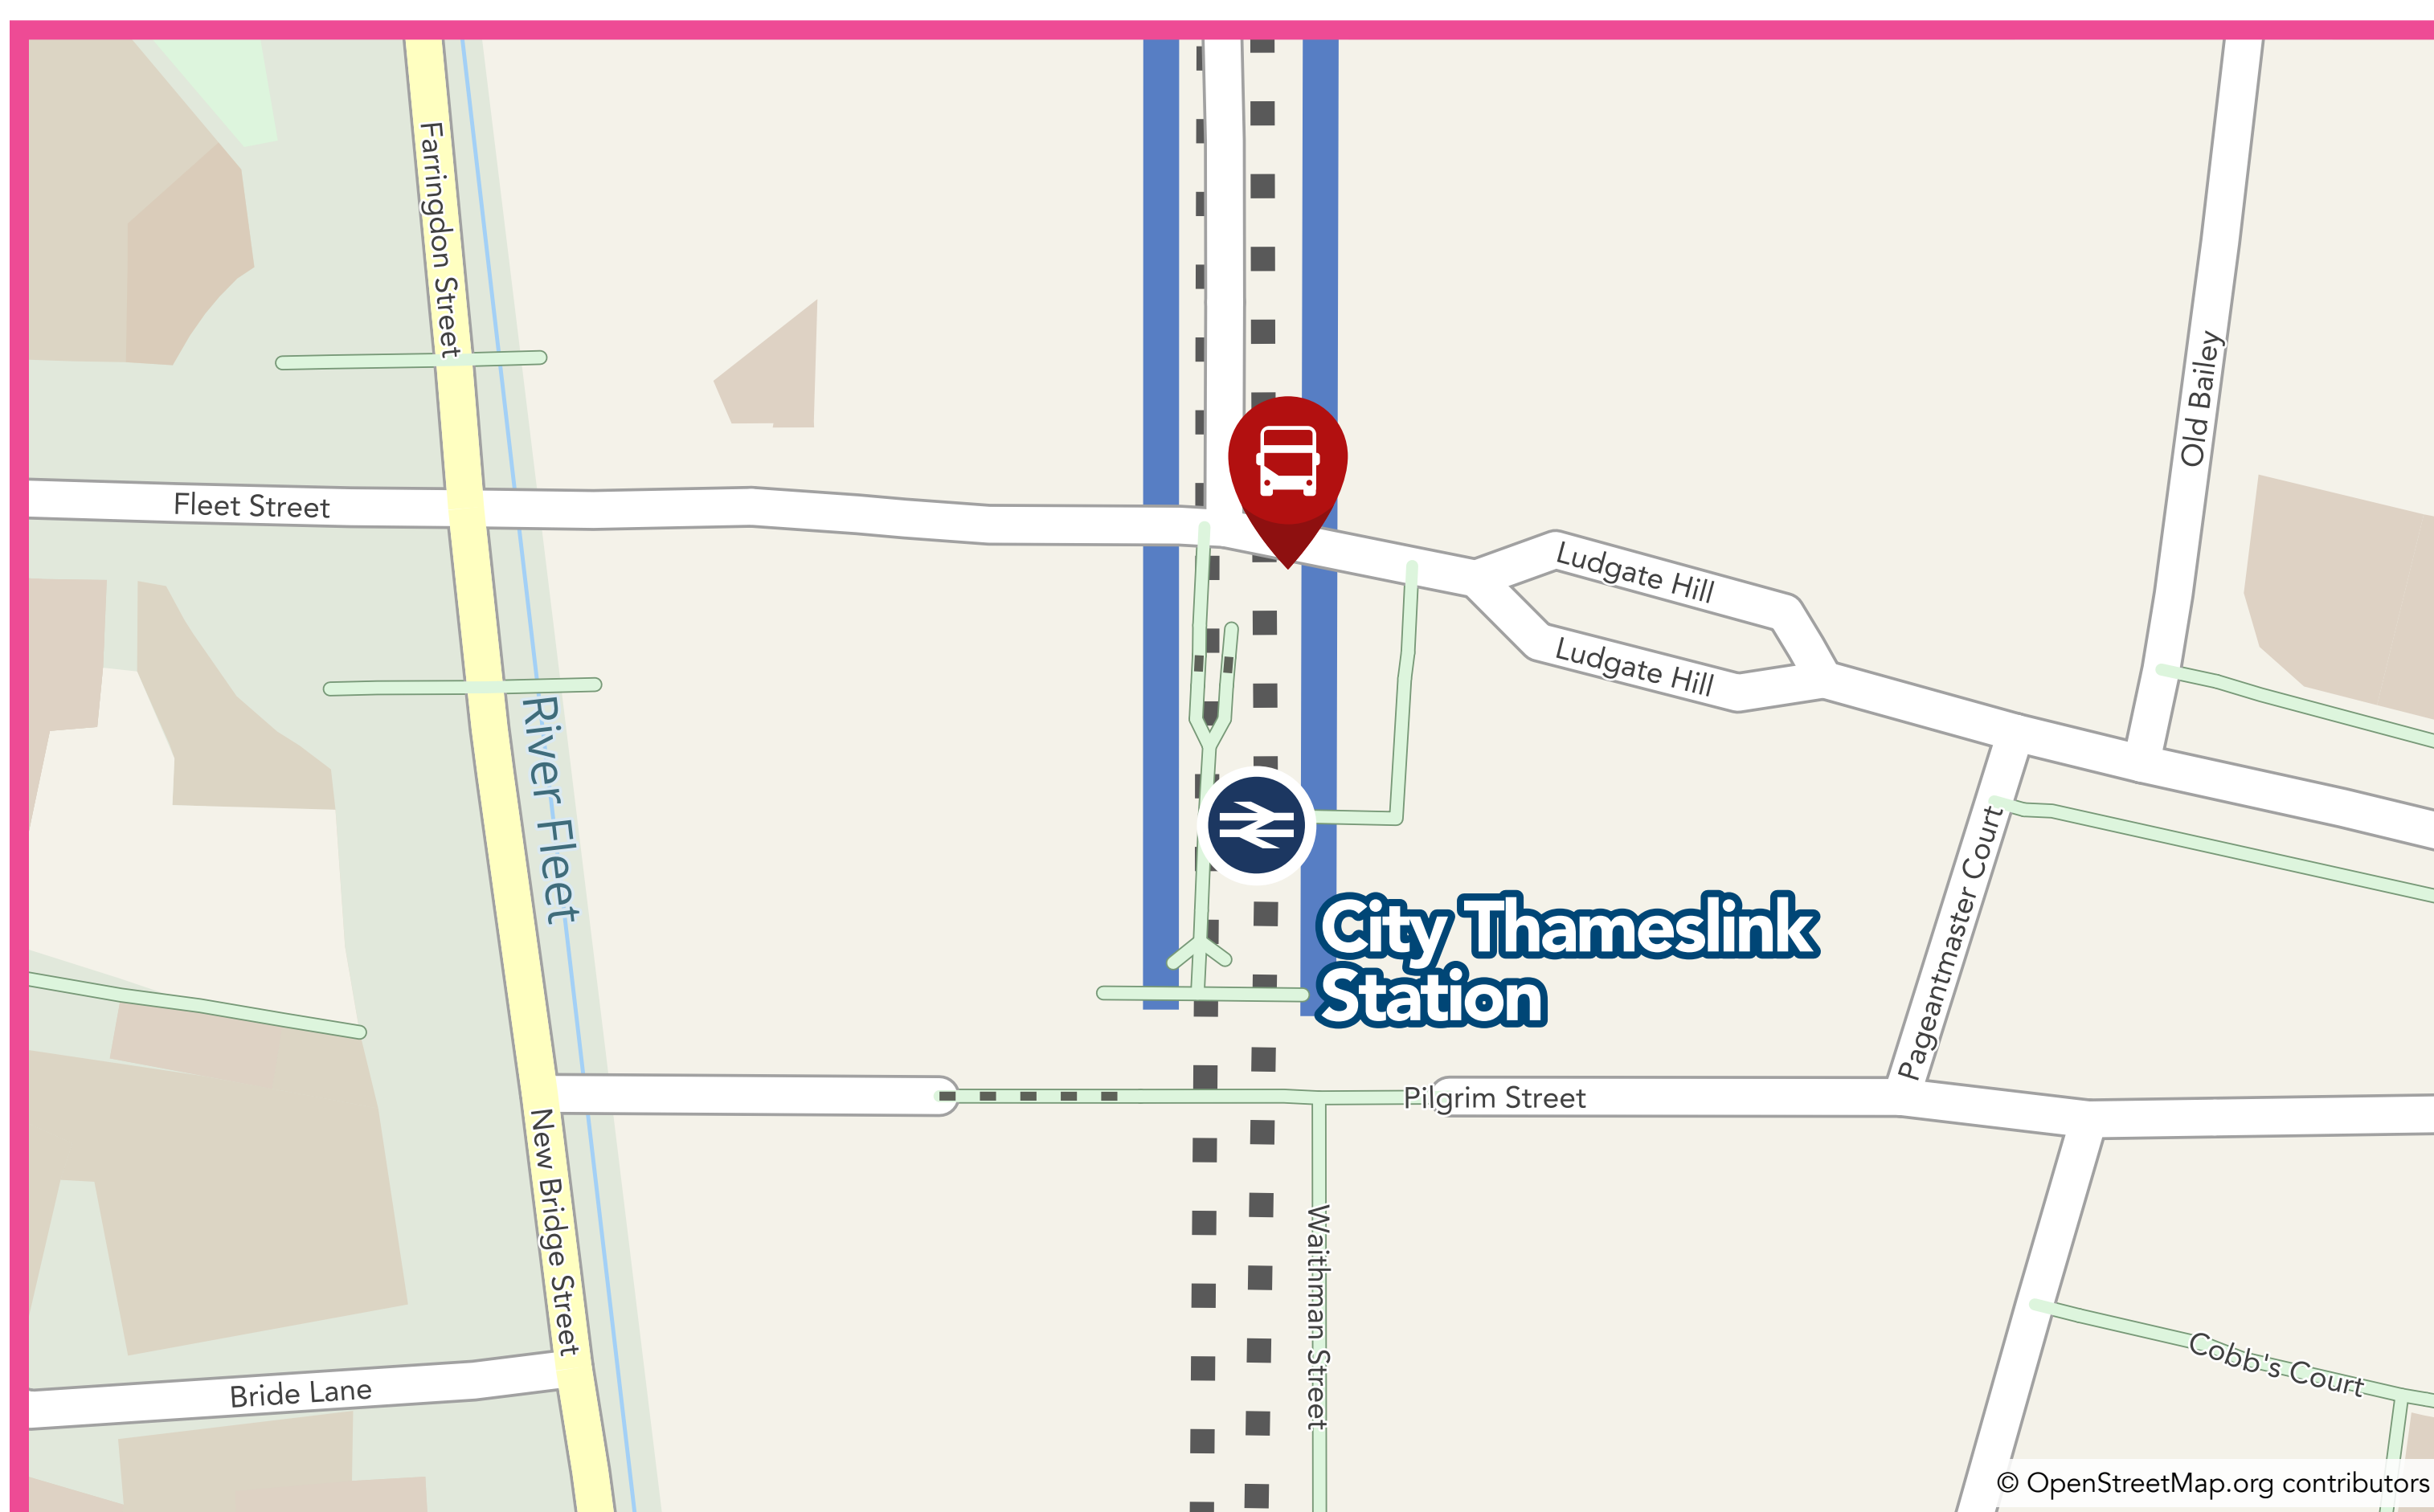 Farringdon Street
Old Bailey
Fleet Street
Ludgate Hill
Ludgate Hill
River Fleet
Pageantmaster Court
City Thameslink
Station
Pilgrim Street
New Bridge Street
Waithman Street
Bride Lane
Cobb's Court
© OpenStreetMap.org contributors